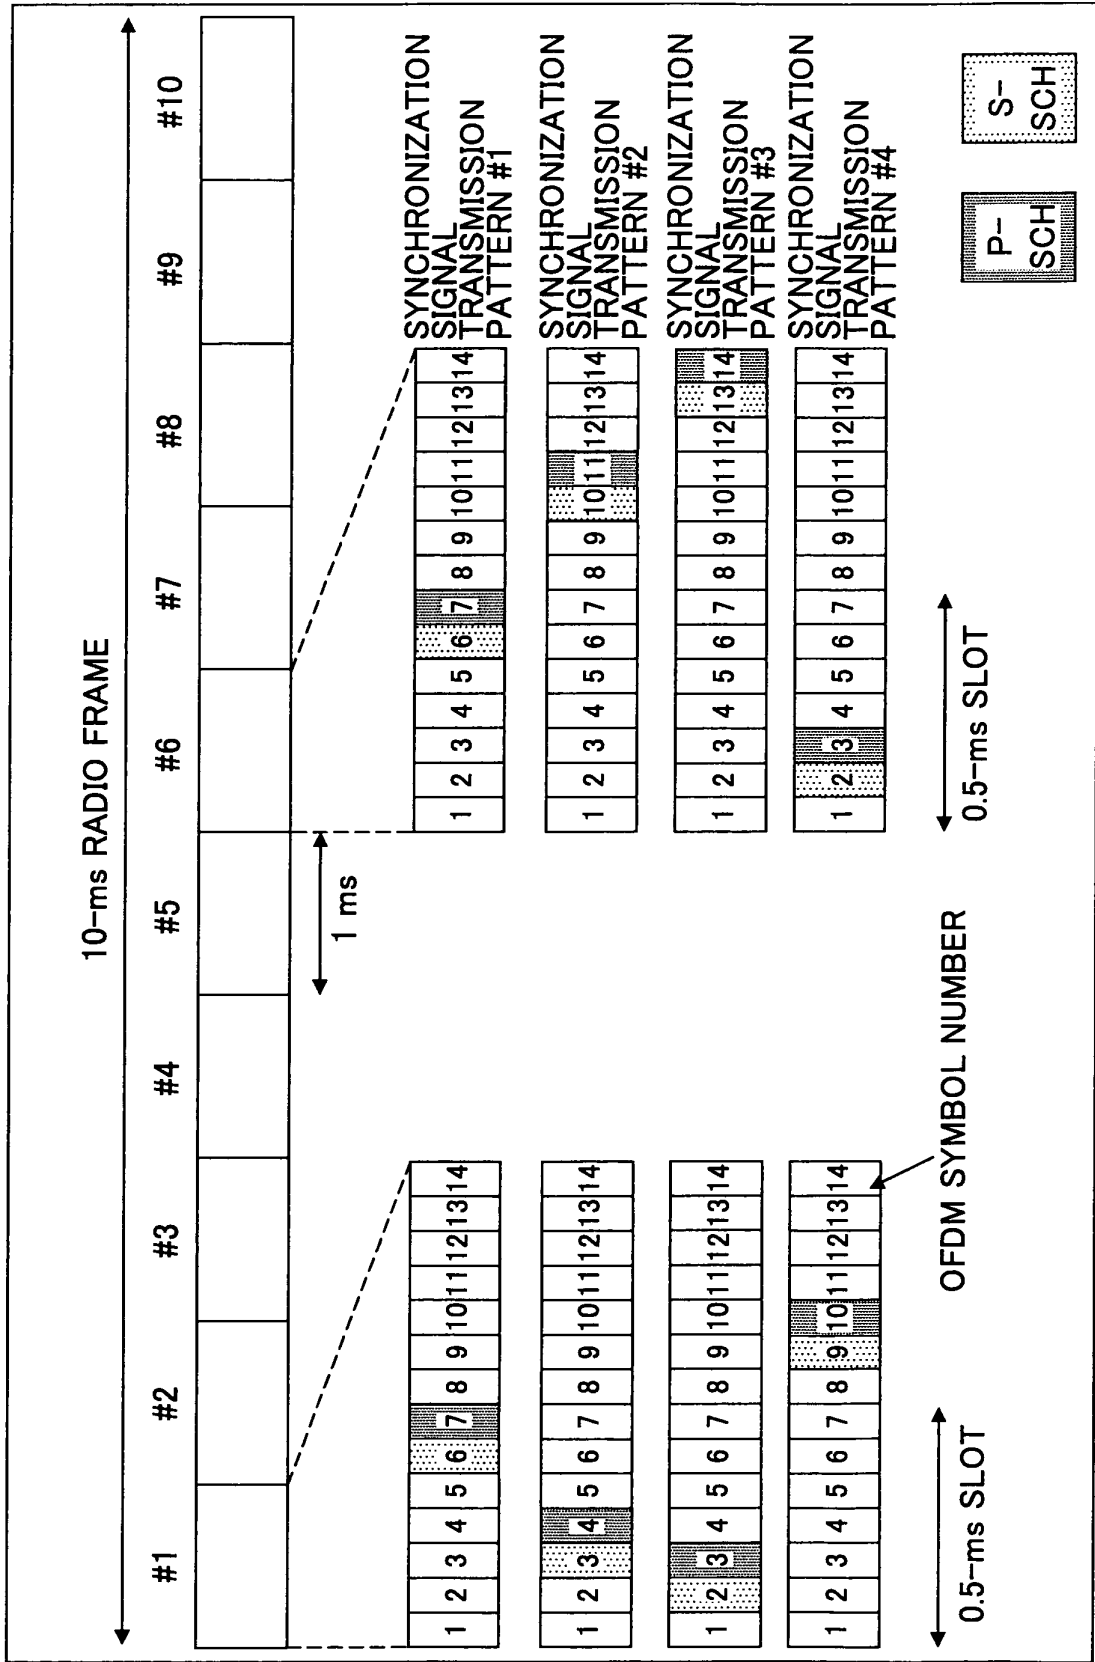 10-ms RADIO FRAME
#1 #2 #3 #4 #5 #6 #7 #8 #9 #10
1 ms
1 2 3 4 5 6 7 8 9 10 11 12 13 14
1 2 3 4 5 6 7 8 9 10 11 12 13 14
SYNCHRONIZATION
SIGNAL
TRANSMISSION
PATTERN #1
1 2 3 4 5 6 7 8 9 10 11 12 13 14
1 2 3 4 5 6 7 8 9 10 11 12 13 14
SYNCHRONIZATION
SIGNAL
TRANSMISSION
PATTERN #2
1 2 3 4 5 6 7 8 9 10 11 12 13 14
1 2 3 4 5 6 7 8 9 10 11 12 13 14
SYNCHRONIZATION
SIGNAL
TRANSMISSION
PATTERN #3
1 2 3 4 5 6 7 8 9 10 11 12 13 14
1 2 3 4 5 6 7 8 9 10 11 12 13 14
SYNCHRONIZATION
SIGNAL
TRANSMISSION
PATTERN #4
0.5-ms SLOT
OFDM SYMBOL NUMBER
0.5-ms SLOT
P-
SCH
S-
SCH